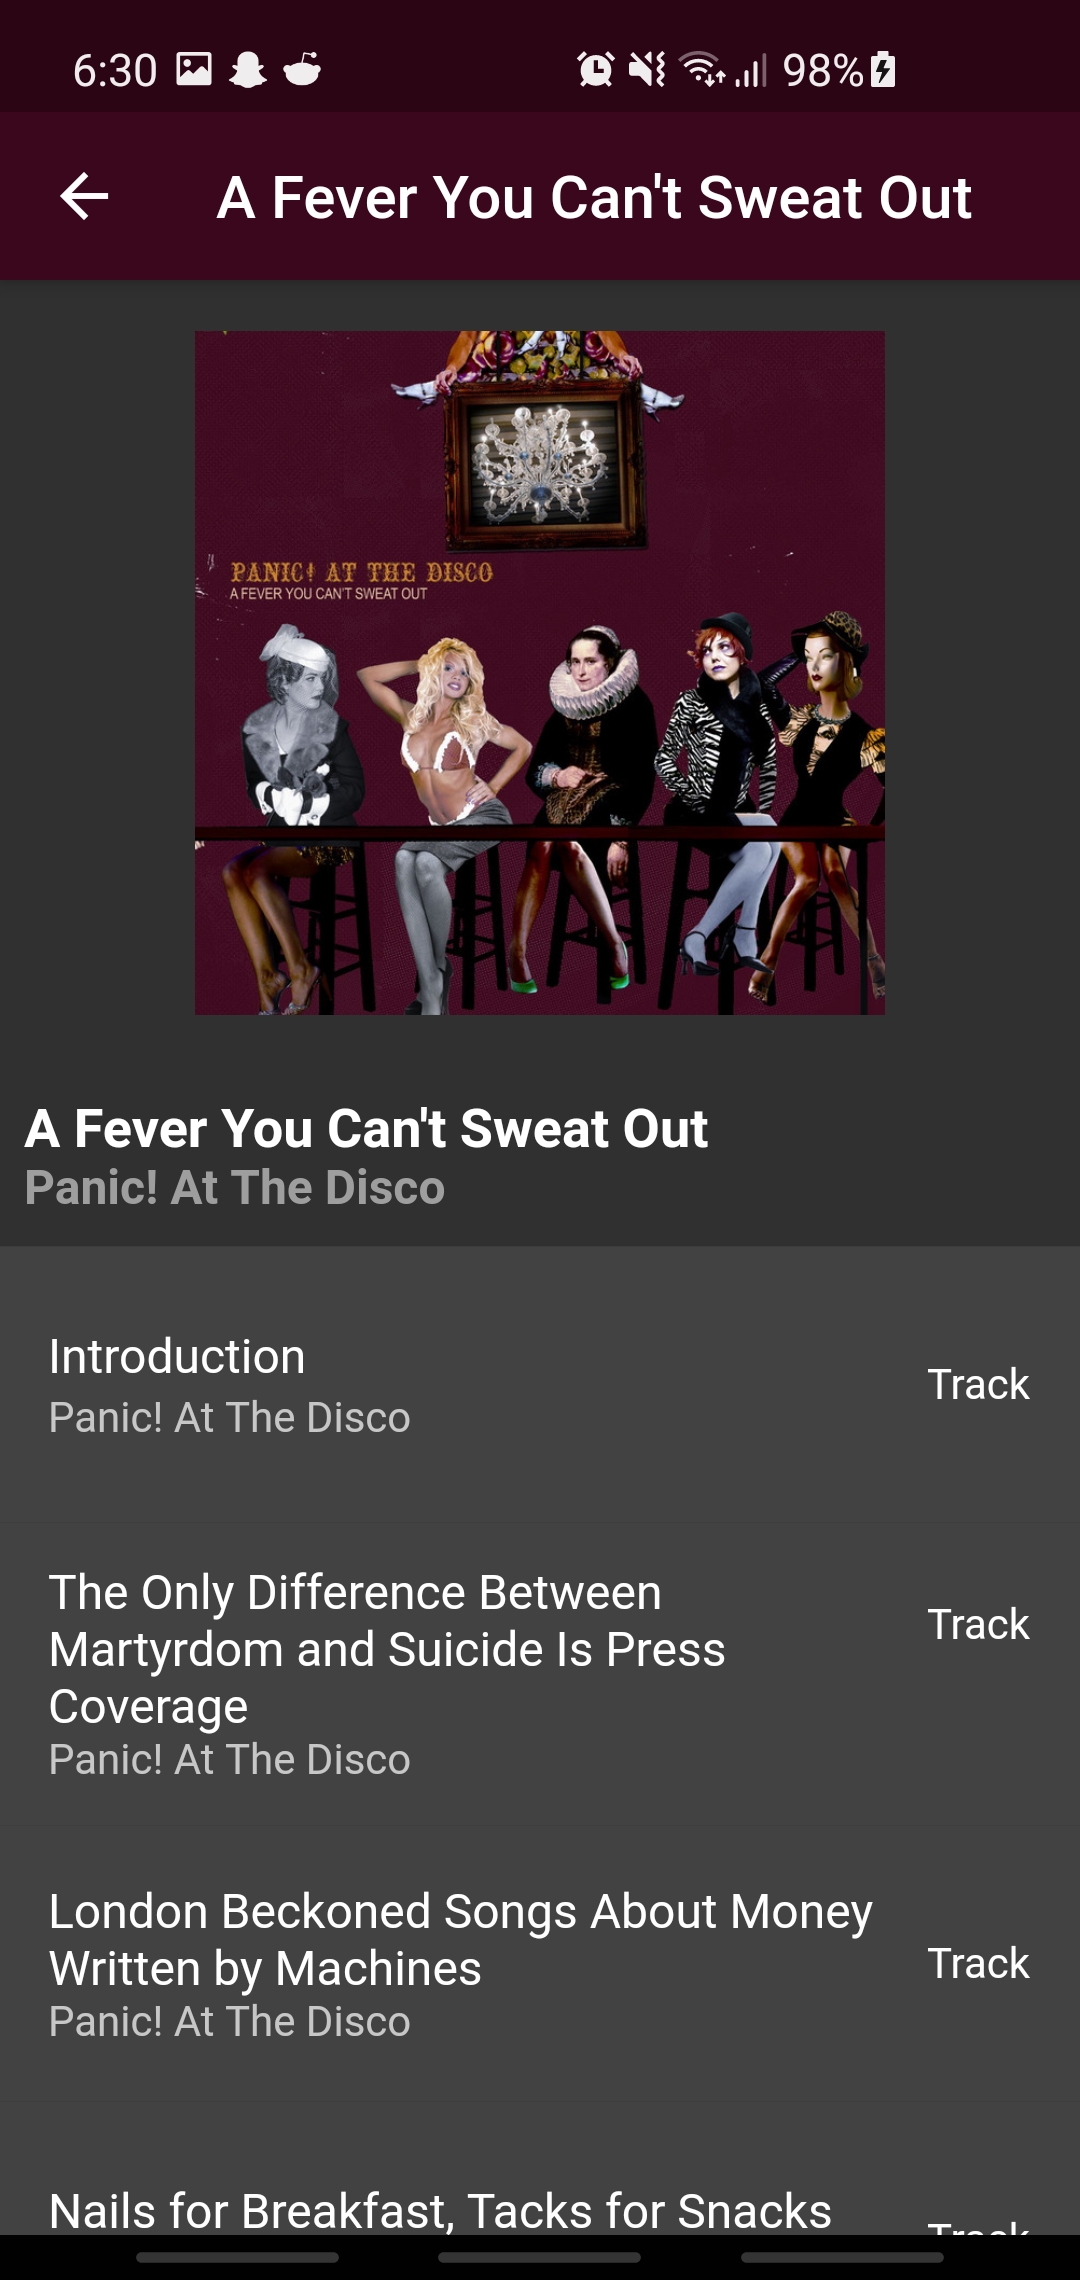 6:30 98%
A Fever You Can't Sweat Out
PANIC! AT THE DISCO
A FEVER YOU CAN'T SWEAT OUT
A Fever You Can't Sweat Out
Panic! At The Disco
Introduction
Panic! At The Disco
Track
The Only Difference Between
Martyrdom and Suicide Is Press
Coverage
Panic! At The Disco
Track
London Beckoned Songs About Money
Written by Machines
Panic! At The Disco
Track
Nails for Breakfast, Tacks for Snacks
Track